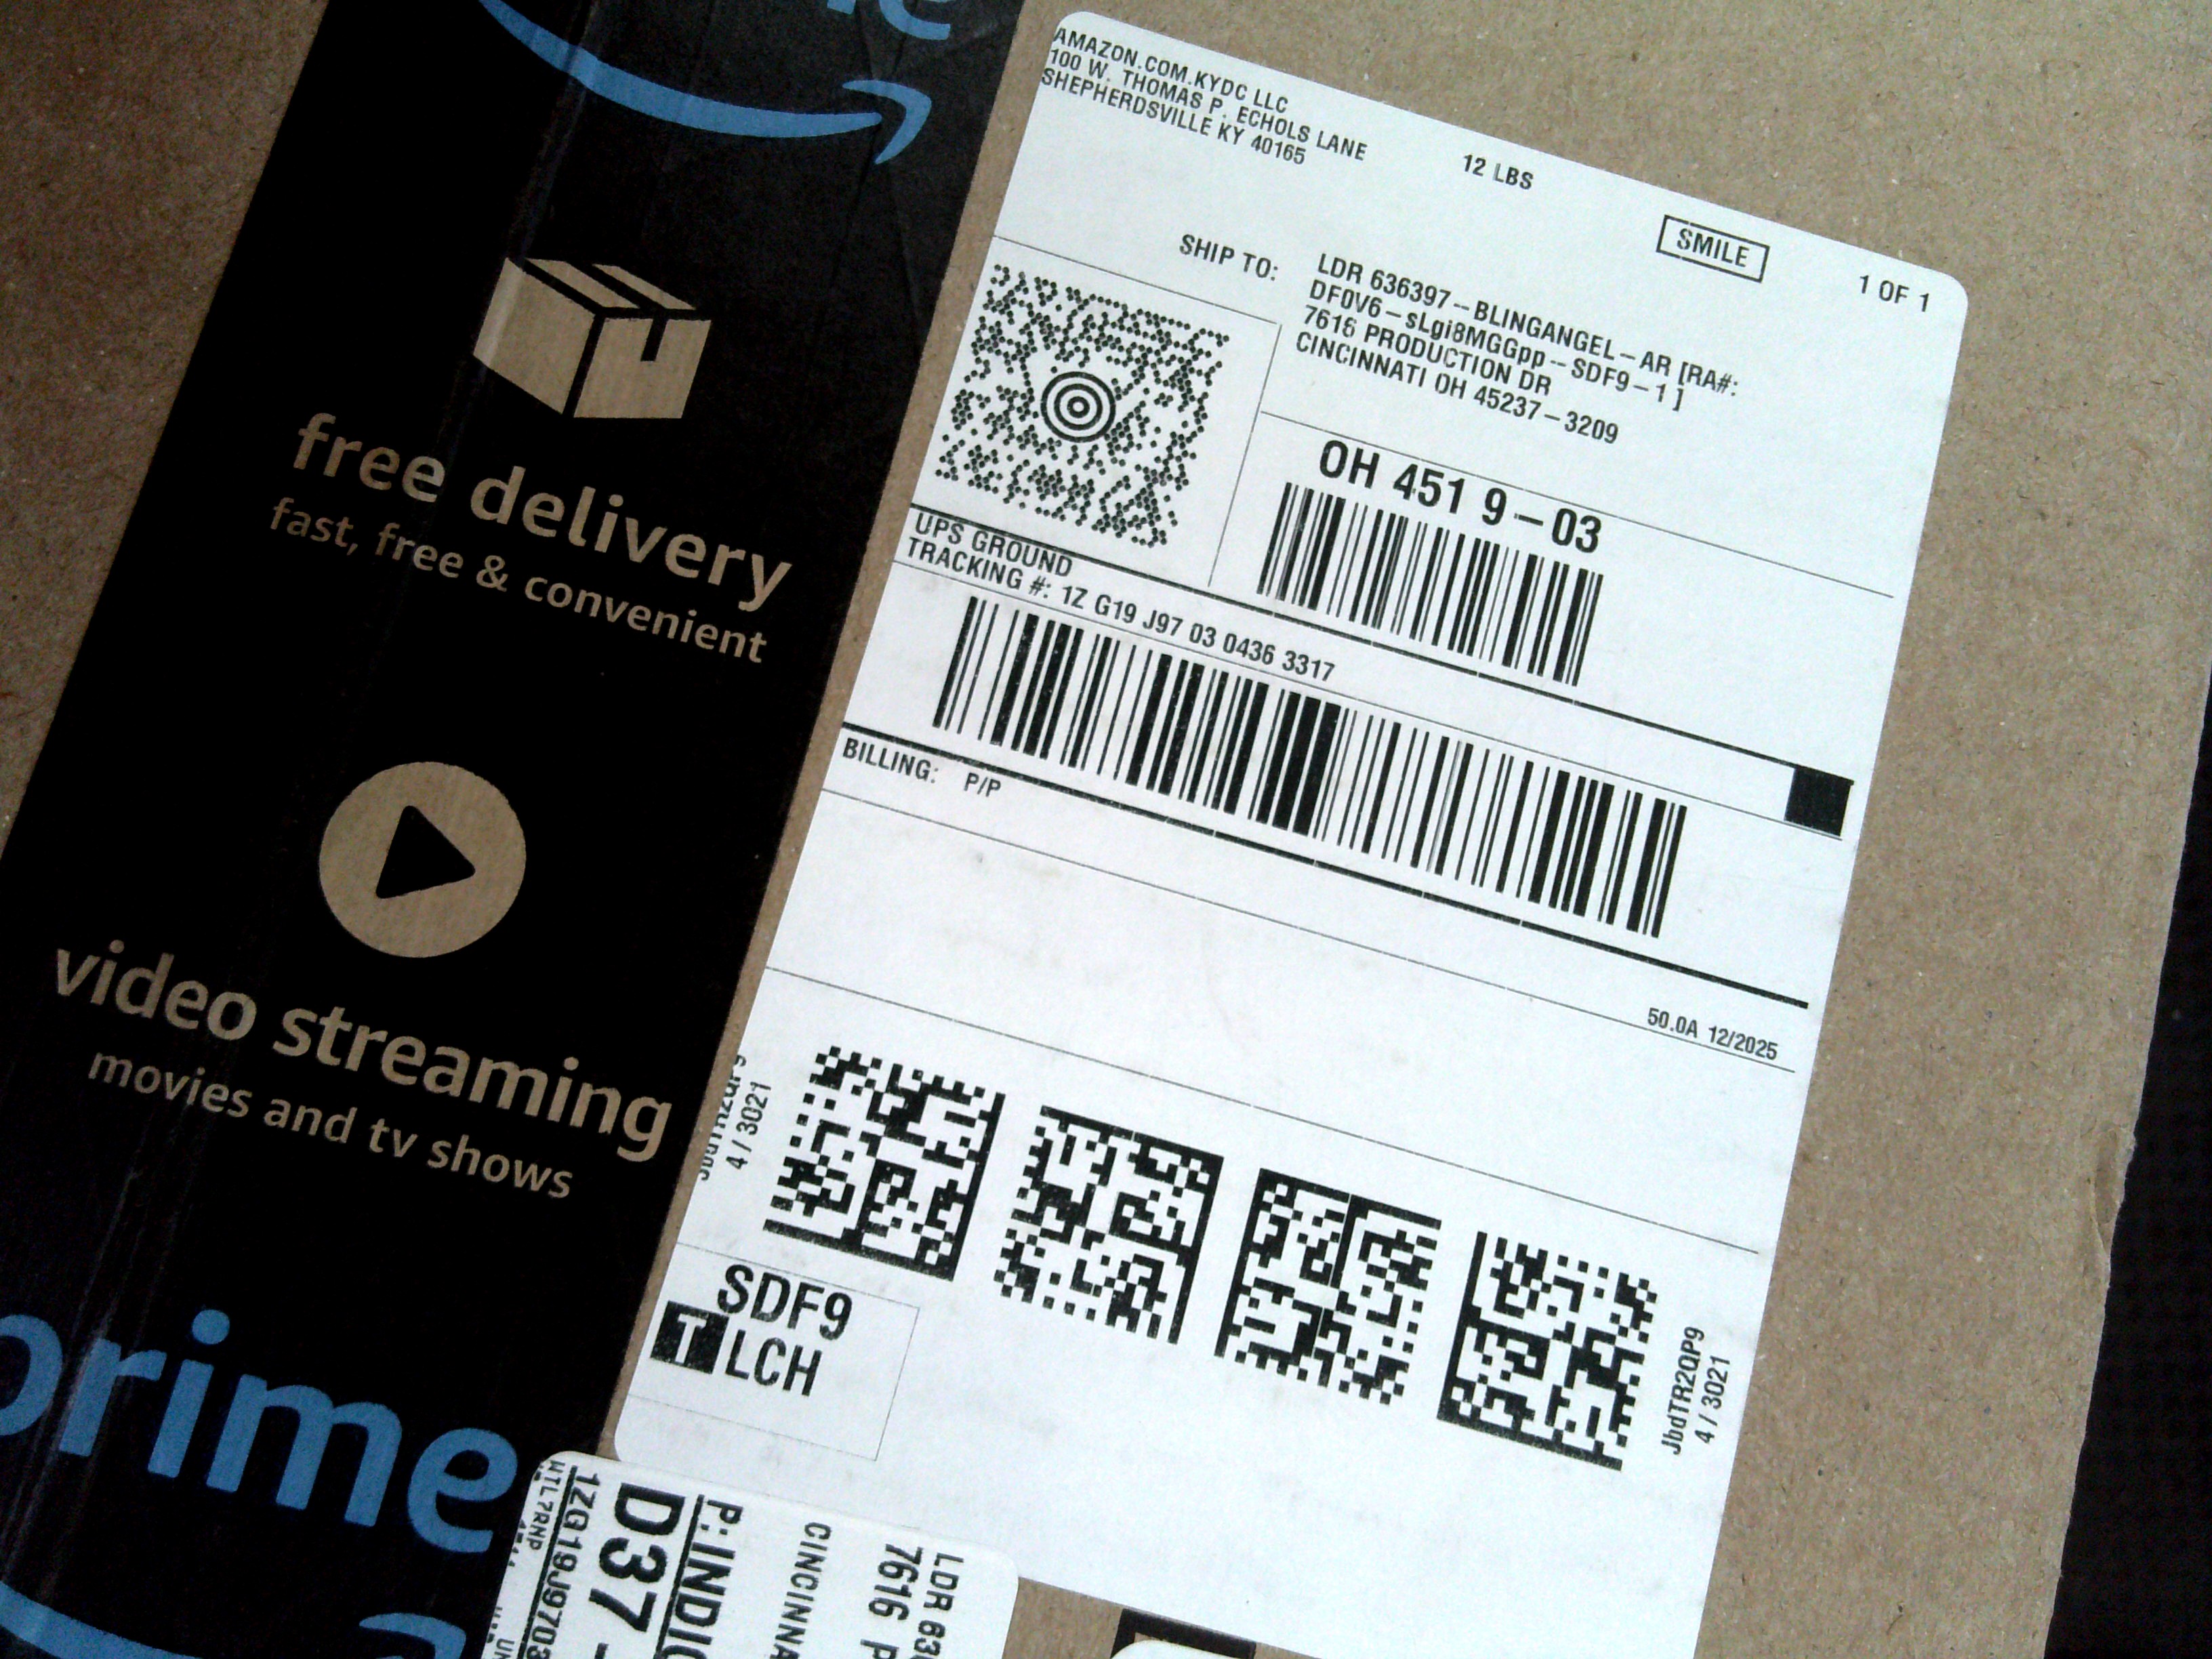 AMAZON.COM.KYDC LLC
100 W. THOMAS P. ECHOLS LANE
SHEPHERDSVILLE KY 40165
12 LBS
SMILE
1 OF 1
SHIP TO:
LDR 636397--BLINGANGEL-AR [RA#:
DF0V6-sLgi8MGGpp--SDF9-1]
7616 PRODUCTION DR
CINCINNATI OH 45237-3209
OH 451 9-03
UPS GROUND
TRACKING #: 1Z G19 J97 03 0436 3317
BILLING: P/P
50.0A 12/2025
4/3021
JbdTR2QP9
4/3021
SDF9
T LCH
free delivery
fast, free & convenient
video streaming
movies and tv shows
prime
LDR 63
7616 P
CINCINNA
P: INDI
D37
1ZG19J9703